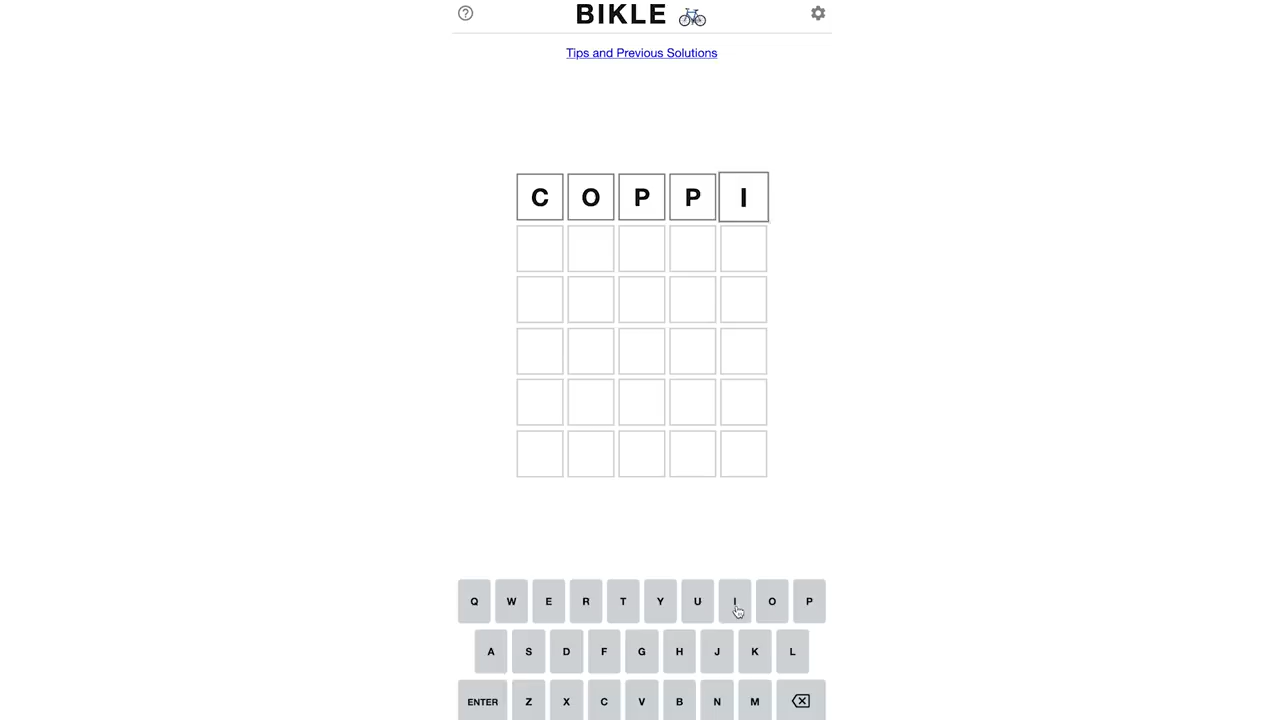 BIKLE
Tips and Previous Solutions
C O P P I
Q W E R T Y U I O P
A S D F G H J K L
ENTER Z X C V B N M